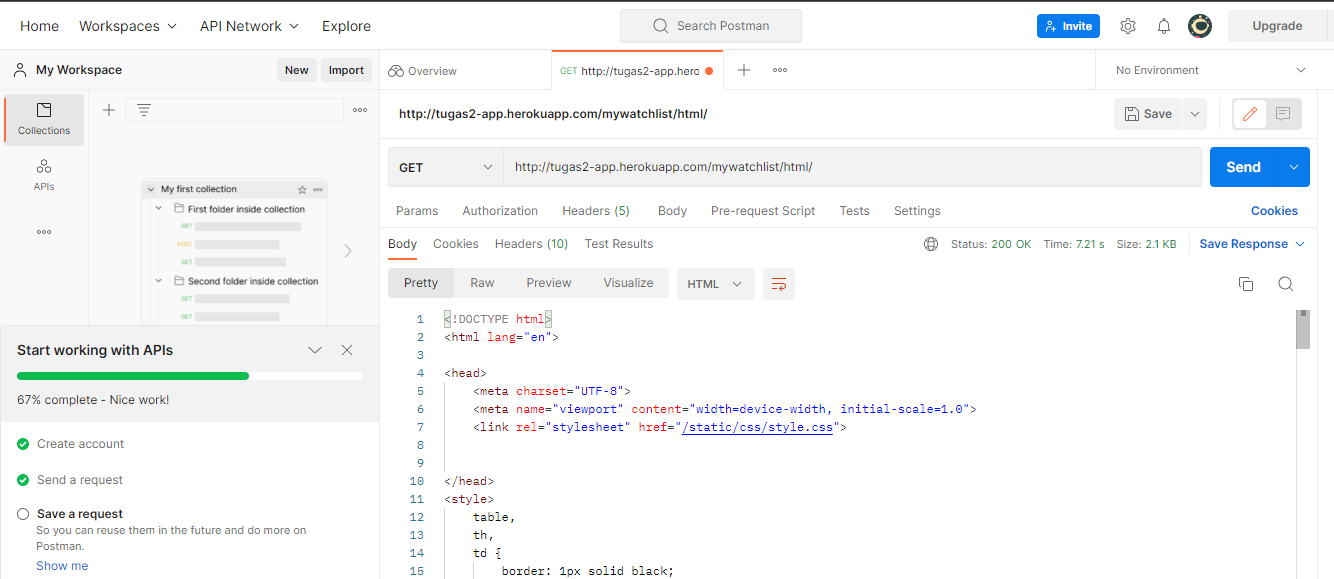 Home Workspaces API Network Explore Search Postman Invite Upgrade
My Workspace New Import
Overview GET http://tugas2-app.hero No Environment
Collections
APIs
My first collection
First folder inside collection
GET
POST
GET
Second folder inside collection
GET
GET
Start working with APIs
67% complete - Nice work!
Create account
Send a request
Save a request
So you can reuse them in the future and do more on
Postman.
Show me
http://tugas2-app.herokuapp.com/mywatchlist/html/ Save
GET http://tugas2-app.herokuapp.com/mywatchlist/html/ Send
Params Authorization Headers (5) Body Pre-request Script Tests Settings Cookies
Body Cookies Headers (10) Test Results Status: 200 OK Time: 7.21 s Size: 2.1 KB Save Response
Pretty Raw Preview Visualize HTML
1 <!DOCTYPE html>
2 <html lang="en">
3
4 <head>
5 <meta charset="UTF-8">
6 <meta name="viewport" content="width=device-width, initial-scale=1.0">
7 <link rel="stylesheet" href="/static/css/style.css">
8
9
10 </head>
11 <style>
12 table,
13 th,
14 td {
15 border: 1px solid black;